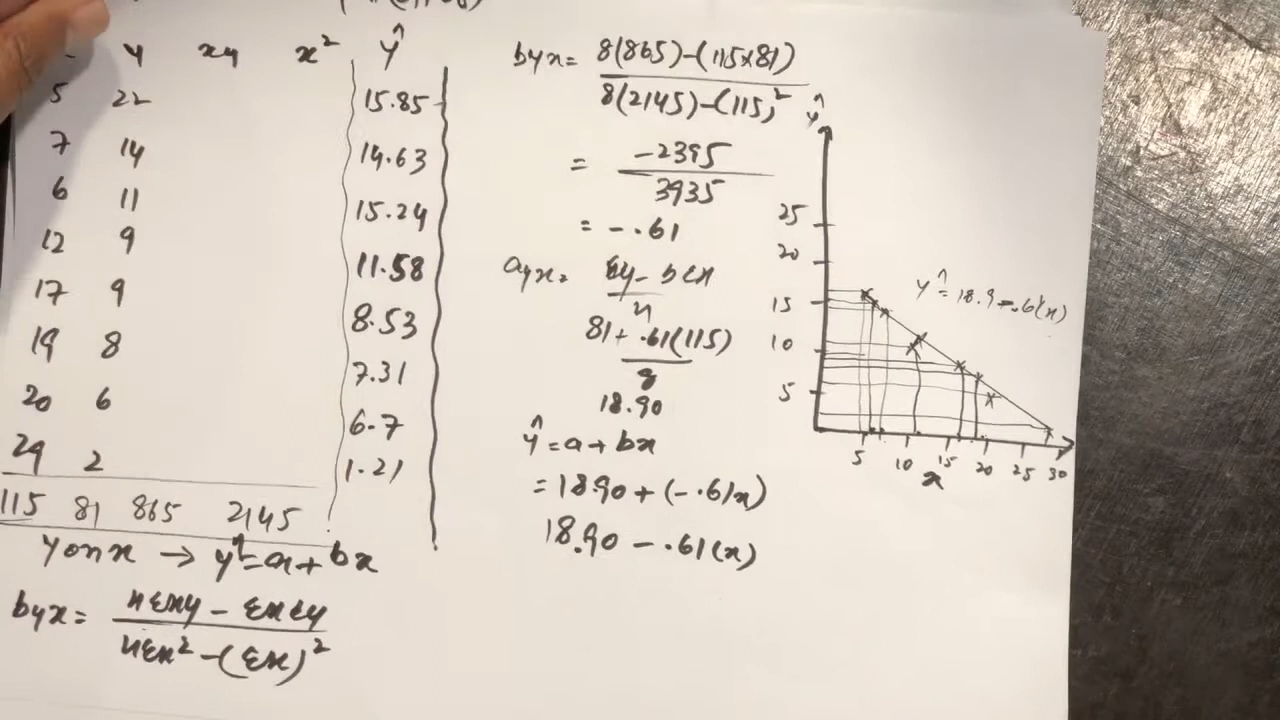 y xy x² ŷ
5 22 15.85
7 14 14.63
6 11 15.24
12 9 11.58
17 9 8.53
19 8 7.31
20 6 6.7
29 2 1.21
115 81 865 2145
y on x → ŷ = a + bx
byx = nΣxy - ΣxΣy
nΣx² - (Σx)²
byx = 8(865) - (115x81)
8(2145) - (115)²
= -2395
3935
= -.61
ayx = Σy - bΣx
n
81 + .61(115)
8
18.90
ŷ = a + bx
= 18.90 + (-.61x)
18.90 - .61(x)
ŷ
25
20
15
10
5
5 10 15 20 25 30
x
ŷ = 18.9 - .6(x)